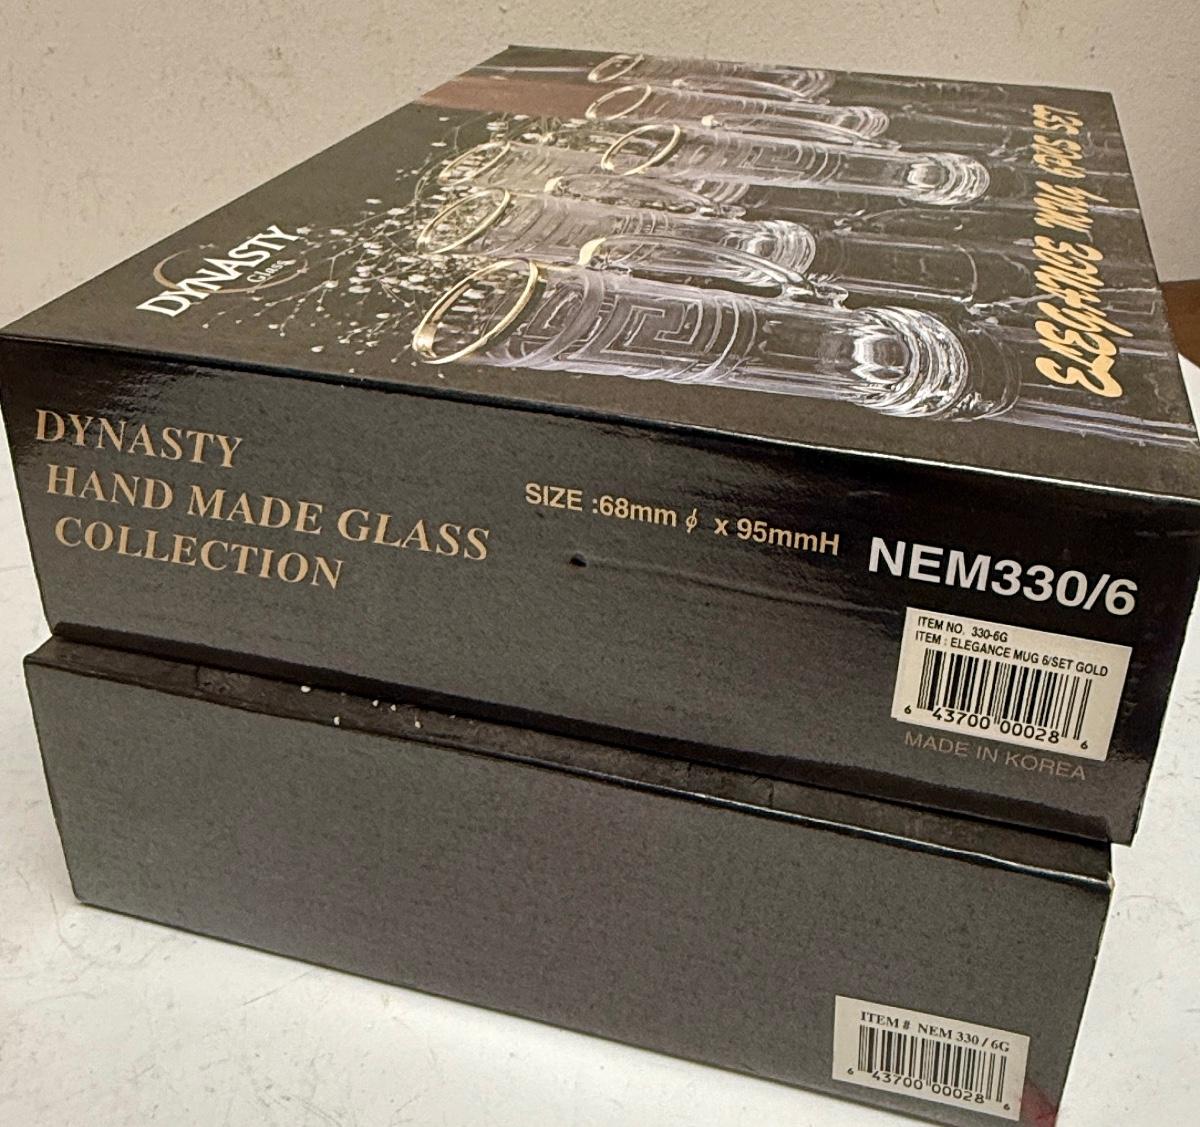 DYNASTY
Glass
ELEGANCE MUG 6PCS SET
DYNASTY
HAND MADE GLASS
COLLECTION
SIZE :68mm ϕ x 95mmH
NEM330/6
ITEM NO. 330-6G
ITEM : ELEGANCE MUG 6/SET GOLD
6 43700 00028 6
MADE IN KOREA
ITEM # NEM 330 / 6G
6 43700 00028 6